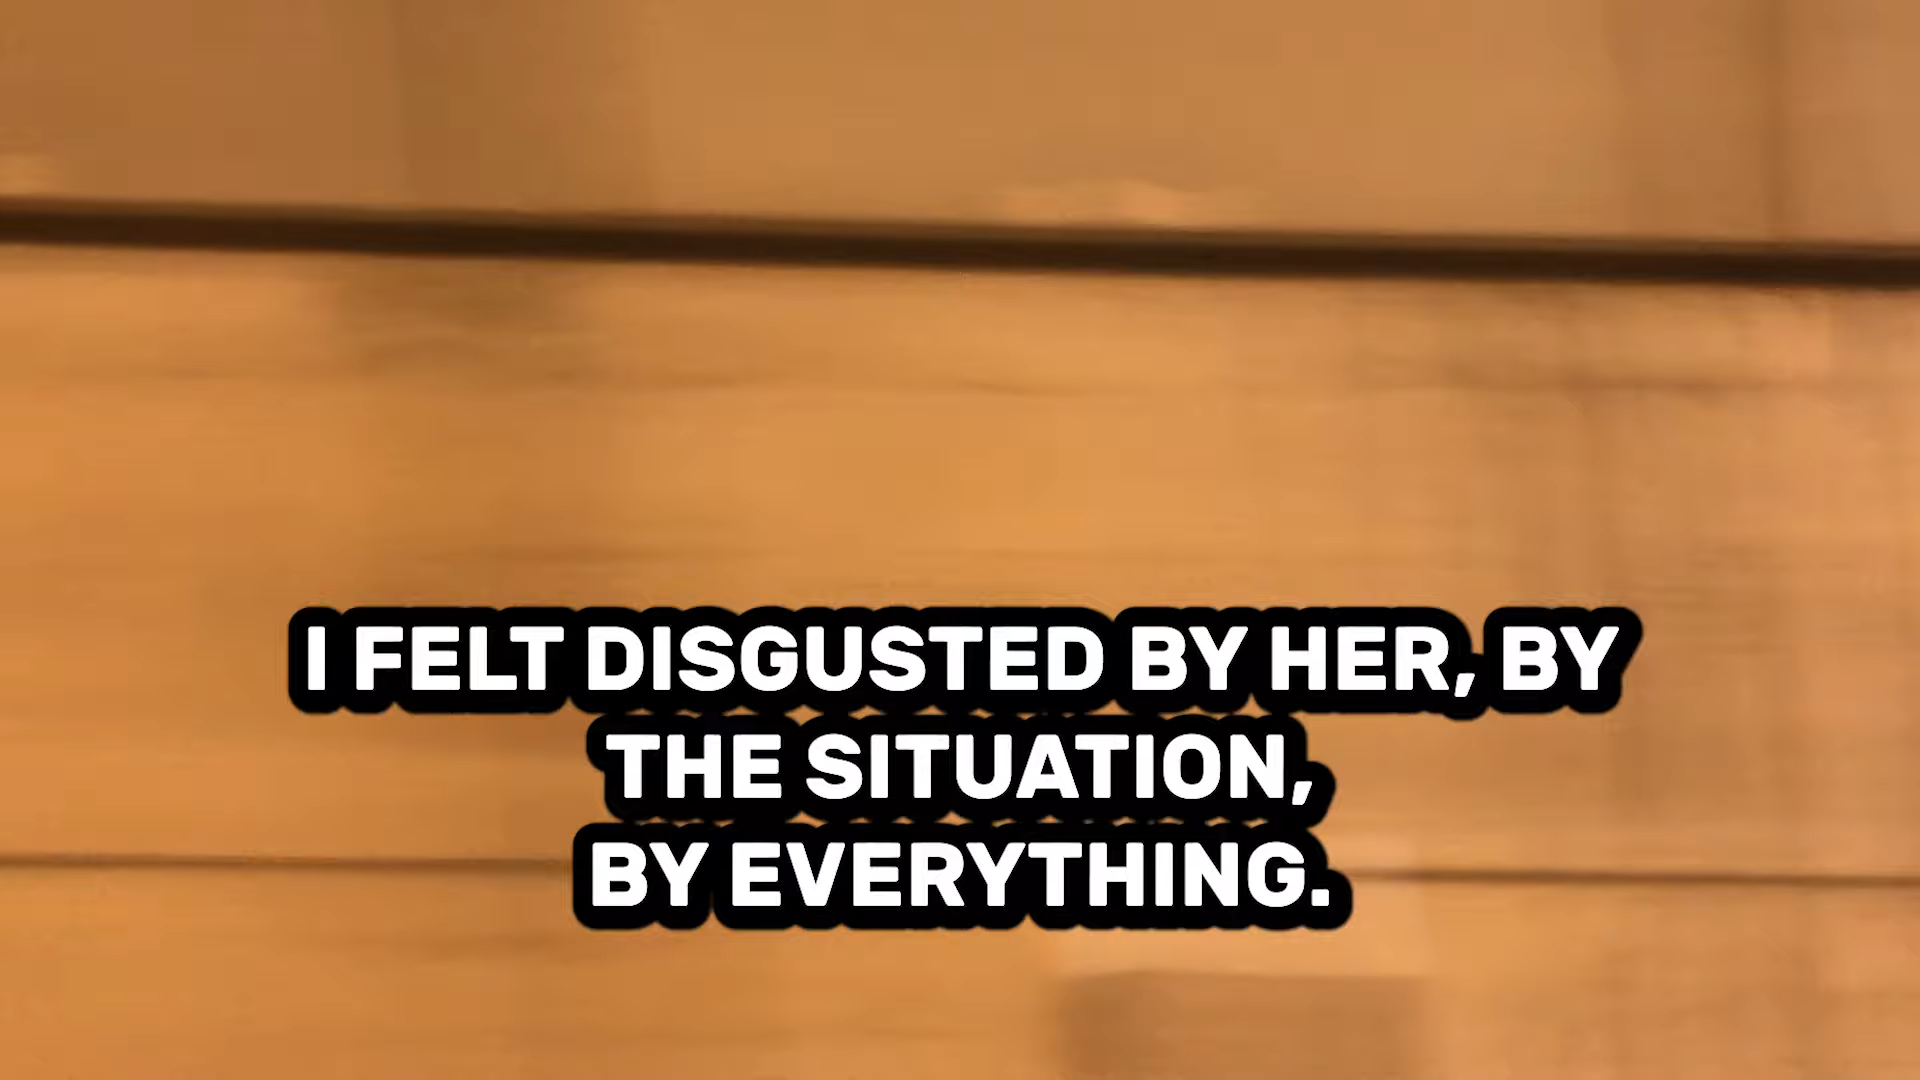 I FELT DISGUSTED BY HER, BY
THE SITUATION,
BY EVERYTHING.